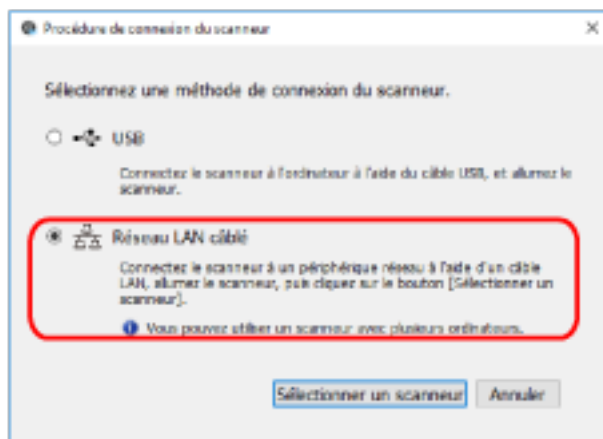 Procédure de connexion du scanneur
Sélectionnez une méthode de connexion du scanneur.
USB
Connectez le scanneur à l'ordinateur à l'aide du câble USB, et allumez le
scanneur.
Réseau LAN câblé
Connectez le scanneur à un périphérique réseau à l'aide d'un câble
LAN, allumez le scanneur, puis cliquez sur le bouton [Sélectionner un
scanneur].
Vous pouvez utiliser un scanneur avec plusieurs ordinateurs.
Sélectionner un scanneur Annuler